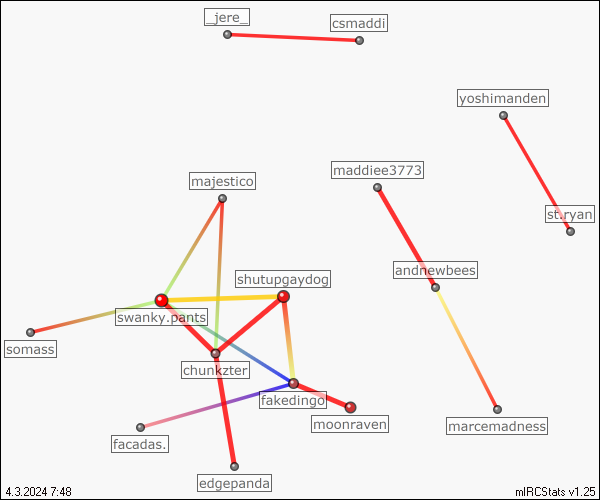 _jere_
csmaddi
yoshimanden
maddiee3773
majestico
st.ryan
andnewbees
shutupgaydog
swanky.pants
somass
chunkzter
fakedingo
moonraven
marcemadness
facadas.
edgepanda
4.3.2024 7:48
mIRCStats v1.25